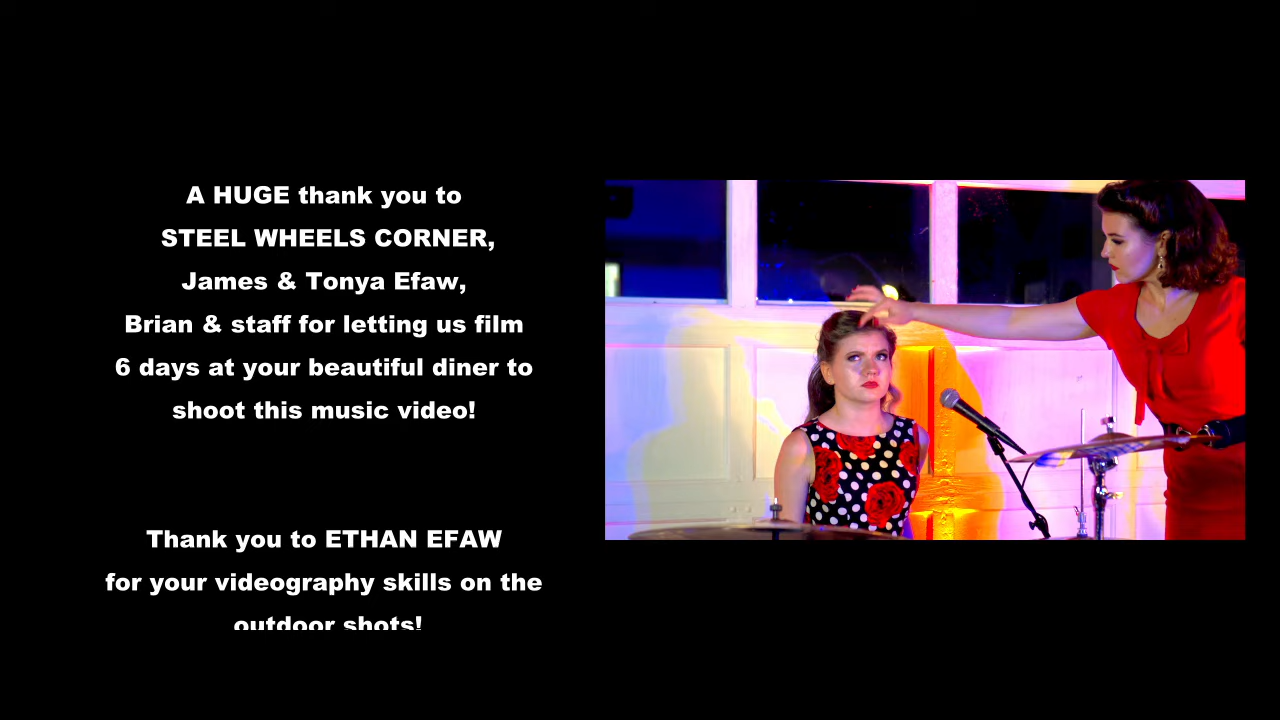 A HUGE thank you to
STEEL WHEELS CORNER,
James & Tonya Efaw,
Brian & staff for letting us film
6 days at your beautiful diner to
shoot this music video!
Thank you to ETHAN EFAW
for your videography skills on the
outdoor shots!